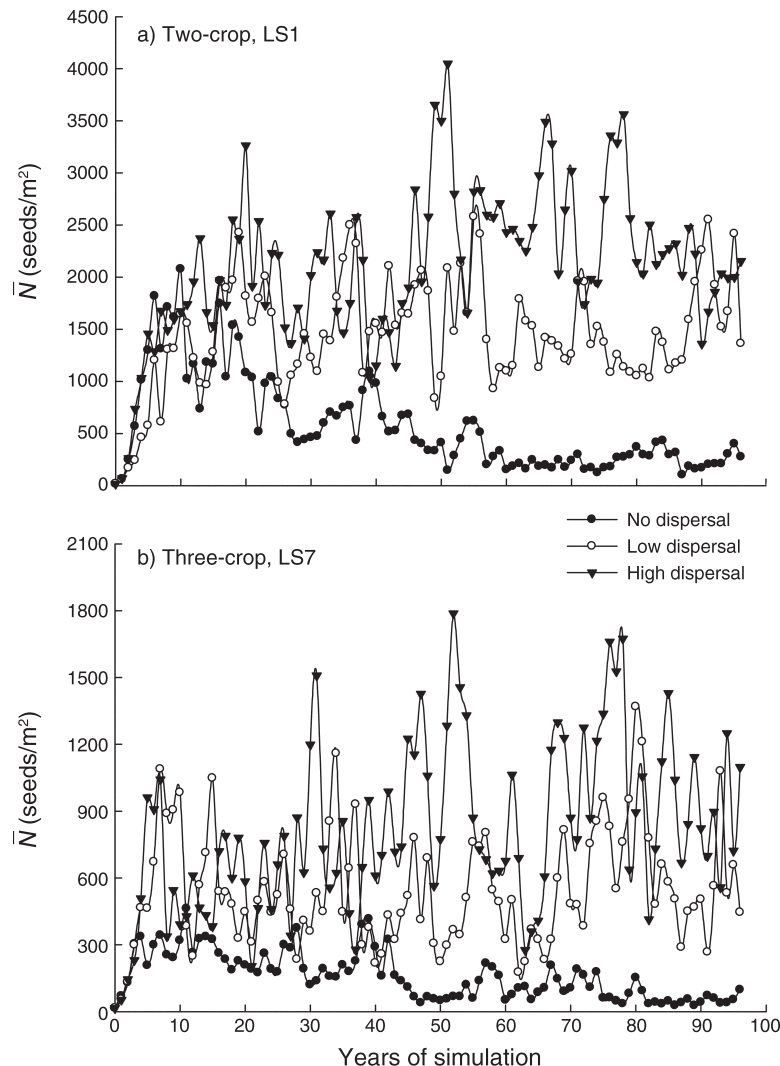 a) Two-crop, LS1
4500
4000
3500
3000
2500
2000
1500
1000
500
0
N̅ (seeds/m²)
No dispersal
Low dispersal
High dispersal
b) Three-crop, LS7
2100
1800
1500
1200
900
600
300
0
N̅ (seeds/m²)
0 10 20 30 40 50 60 70 80 90 100
Years of simulation